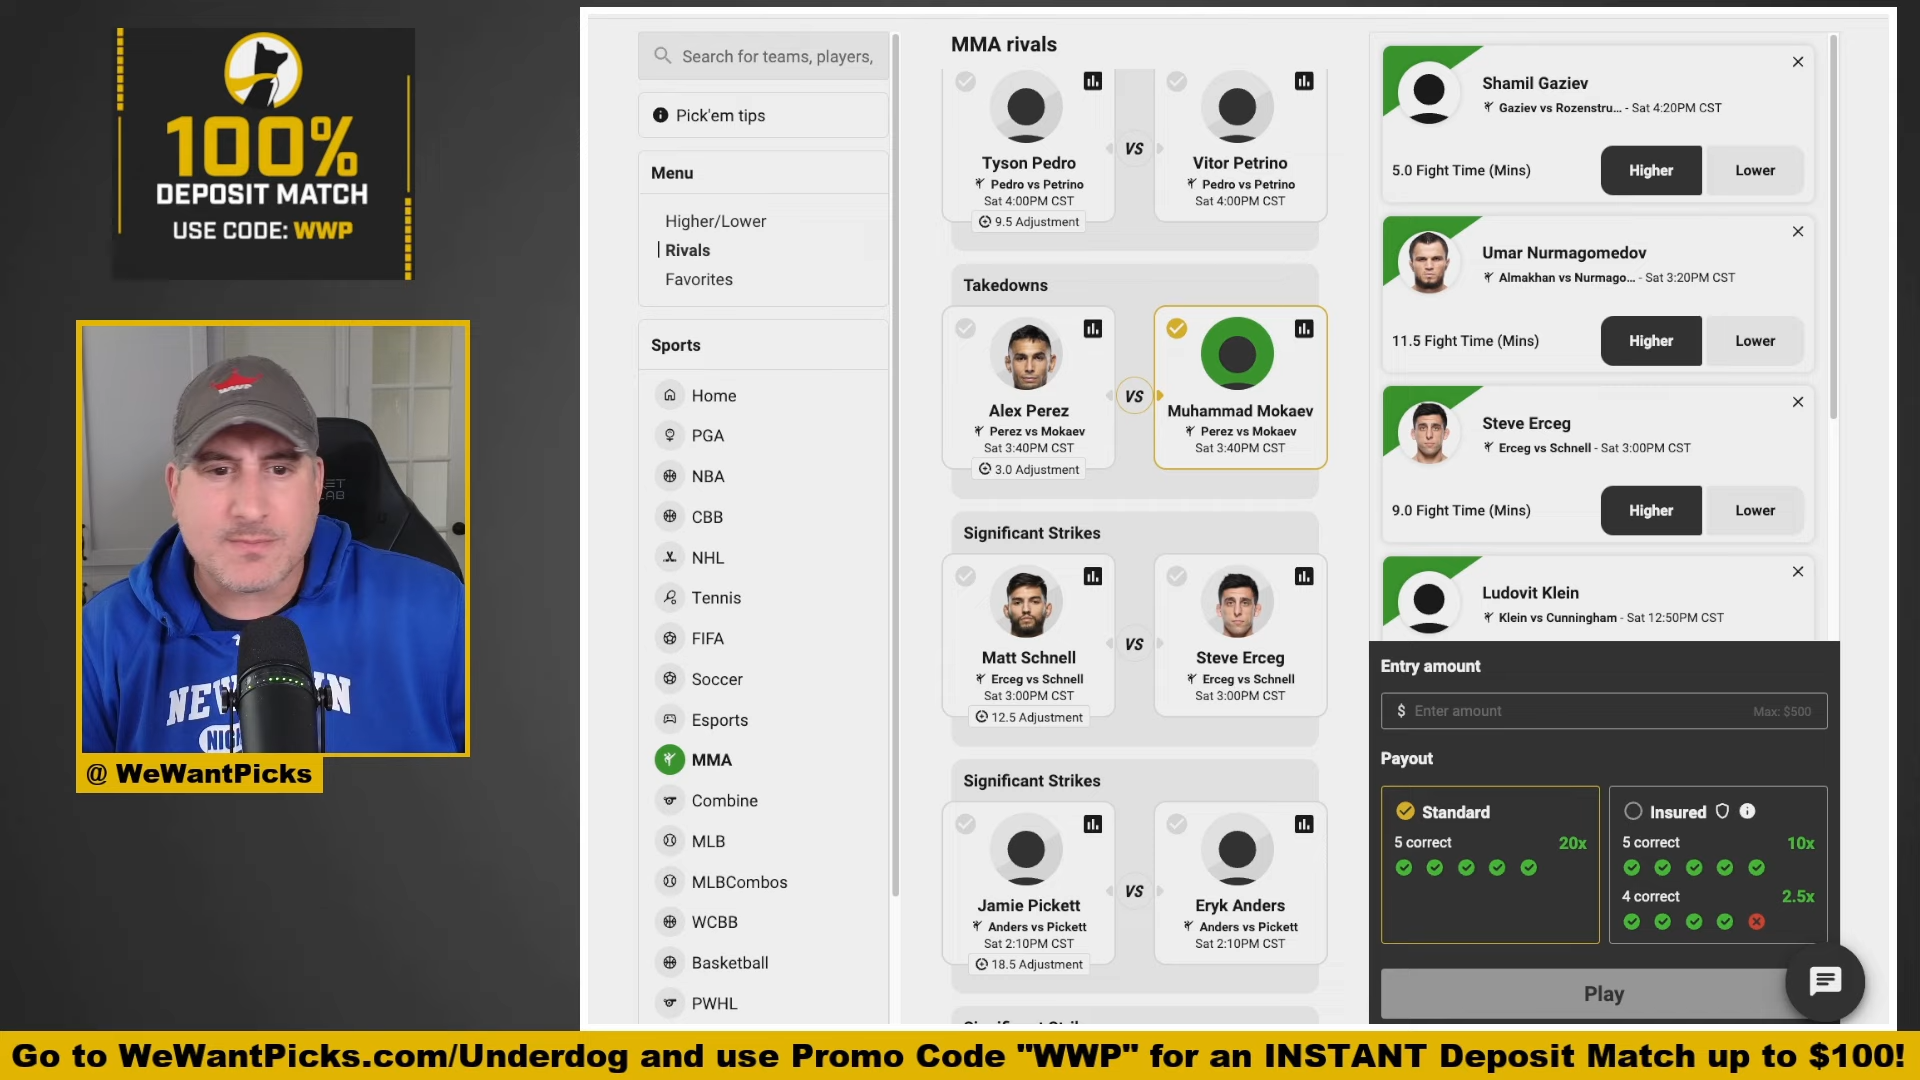 100%
DEPOSIT MATCH
USE CODE: WWP
@ WeWantPicks
Search for teams, players,
Pick'em tips
Menu
Higher/Lower
Rivals
Favorites
Sports
Home
PGA
NBA
CBB
NHL
Tennis
FIFA
Soccer
Esports
MMA
Combine
MLB
MLBCombos
WCBB
Basketball
PWHL
MMA rivals
Tyson Pedro
Pedro vs Petrino
Sat 4:00PM CST
9.5 Adjustment
VS
Vitor Petrino
Pedro vs Petrino
Sat 4:00PM CST
Takedowns
Alex Perez
Perez vs Mokaev
Sat 3:40PM CST
3.0 Adjustment
VS
Muhammad Mokaev
Perez vs Mokaev
Sat 3:40PM CST
Significant Strikes
Matt Schnell
Erceg vs Schnell
Sat 3:00PM CST
12.5 Adjustment
VS
Steve Erceg
Erceg vs Schnell
Sat 3:00PM CST
Significant Strikes
Jamie Pickett
Anders vs Pickett
Sat 2:10PM CST
18.5 Adjustment
VS
Eryk Anders
Anders vs Pickett
Sat 2:10PM CST
Shamil Gaziev
Gaziev vs Rozenstru... - Sat 4:20PM CST
5.0 Fight Time (Mins) Higher Lower
Umar Nurmagomedov
Almakhan vs Nurmago... - Sat 3:20PM CST
11.5 Fight Time (Mins) Higher Lower
Steve Erceg
Erceg vs Schnell - Sat 3:00PM CST
9.0 Fight Time (Mins) Higher Lower
Ludovit Klein
Klein vs Cunningham - Sat 12:50PM CST
Entry amount
$ Enter amount Max: $500
Payout
Standard
5 correct 20x
Insured
5 correct 10x
4 correct 2.5x
Play
Go to WeWantPicks.com/Underdog and use Promo Code "WWP" for an INSTANT Deposit Match up to $100!